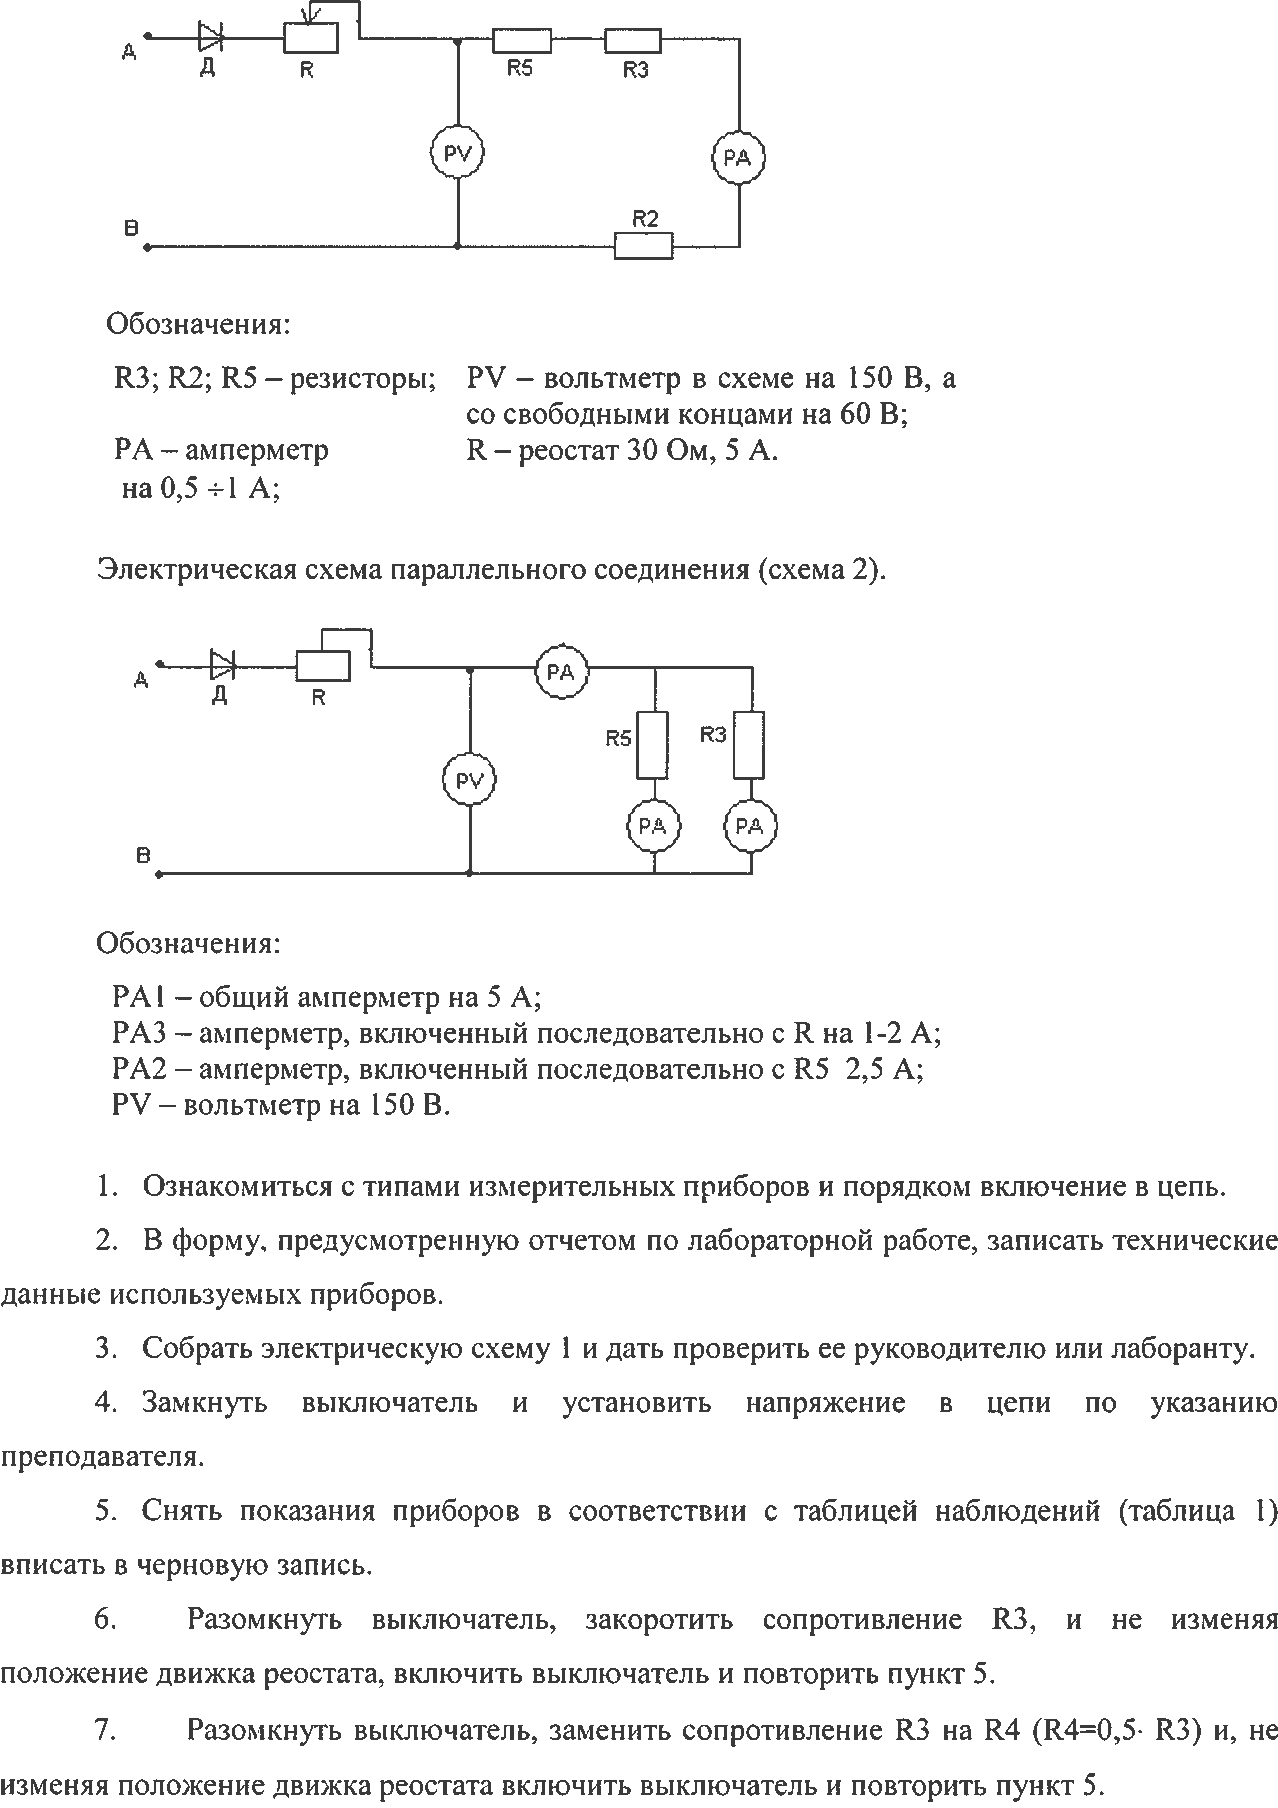 А Д R R5 R3
PV PA
В R2
Обозначения:
R3; R2; R5 – резисторы; PV – вольтметр в схеме на 150 В, а
со свободными концами на 60 В;
PA – амперметр R – реостат 30 Ом, 5 А.
на 0,5 ÷1 А;
Электрическая схема параллельного соединения (схема 2).
А Д R PA
R5 R3
PV
PA PA
В
Обозначения:
PA1 – общий амперметр на 5 А;
PA3 – амперметр, включенный последовательно с R на 1-2 А;
PA2 – амперметр, включенный последовательно с R5 2,5 А;
PV – вольтметр на 150 В.
1. Ознакомиться с типами измерительных приборов и порядком включение в цепь.
2. В форму, предусмотренную отчетом по лабораторной работе, записать технические
данные используемых приборов.
3. Собрать электрическую схему 1 и дать проверить ее руководителю или лаборанту.
4. Замкнуть выключатель и установить напряжение в цепи по указанию
преподавателя.
5. Снять показания приборов в соответствии с таблицей наблюдений (таблица 1)
вписать в черновую запись.
6. Разомкнуть выключатель, закоротить сопротивление R3, и не изменяя
положение движка реостата, включить выключатель и повторить пункт 5.
7. Разомкнуть выключатель, заменить сопротивление R3 на R4 (R4=0,5· R3) и, не
изменяя положение движка реостата включить выключатель и повторить пункт 5.